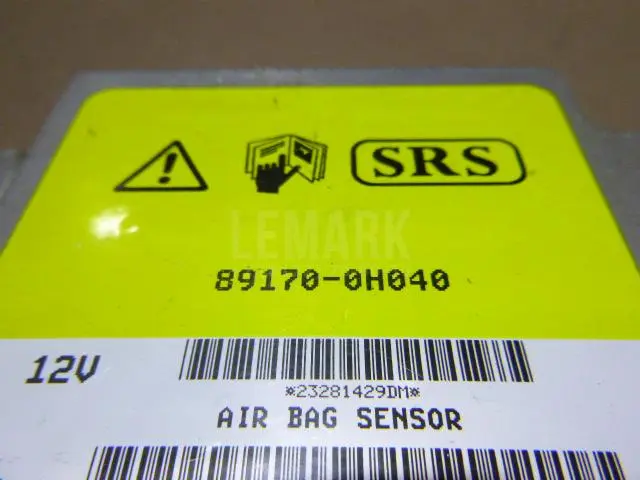 SRS
LEMARK
89170-0H040
12V
*23281429DM*
AIR BAG SENSOR